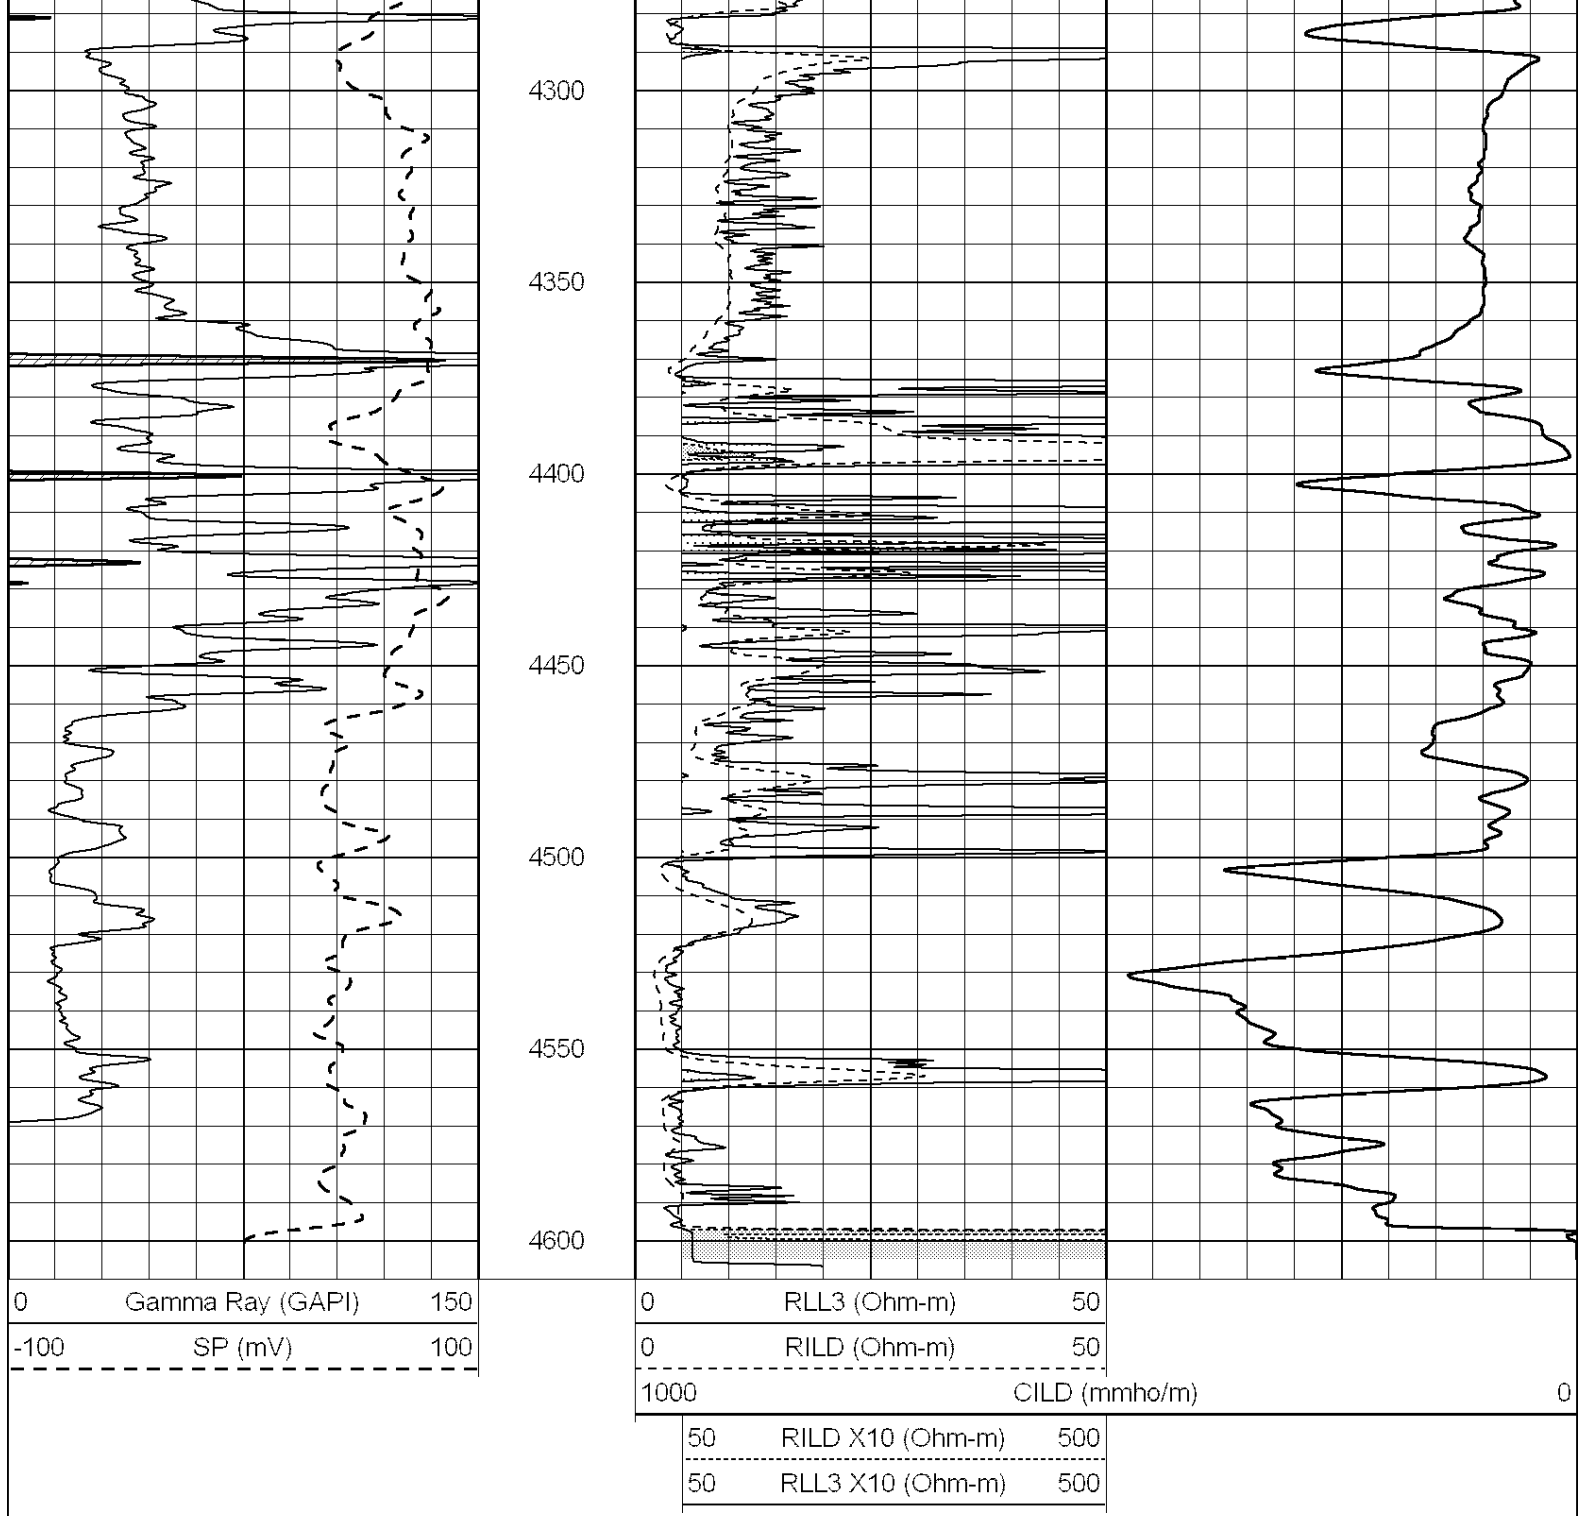 4300
4350
4400
4450
4500
4550
4600
0 Gamma Ray (GAPI) 150
-100 SP (mV) 100
0 RLL3 (Ohm-m) 50
0 RILD (Ohm-m) 50
1000 CILD (mmho/m) 0
50 RILD X10 (Ohm-m) 500
50 RLL3 X10 (Ohm-m) 500